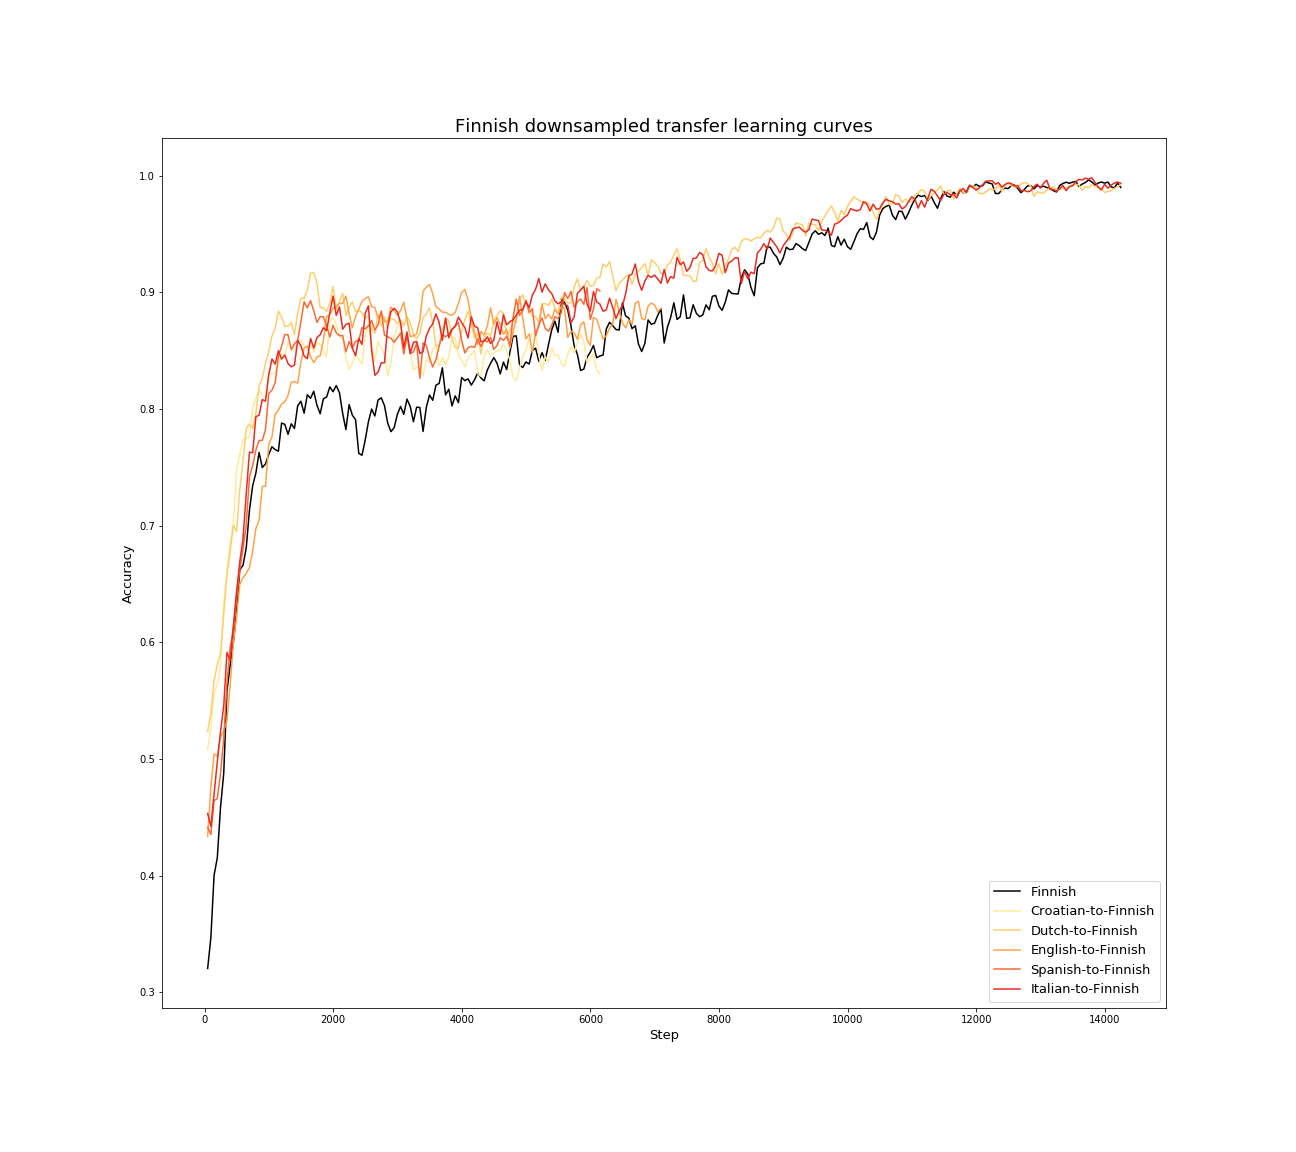 Finnish downsampled transfer learning curves
1.0
0.9
0.8
0.7
0.6
0.5
0.4
0.3
Accuracy
0 2000 4000 6000 8000 10000 12000 14000
Step
Finnish
Croatian-to-Finnish
Dutch-to-Finnish
English-to-Finnish
Spanish-to-Finnish
Italian-to-Finnish